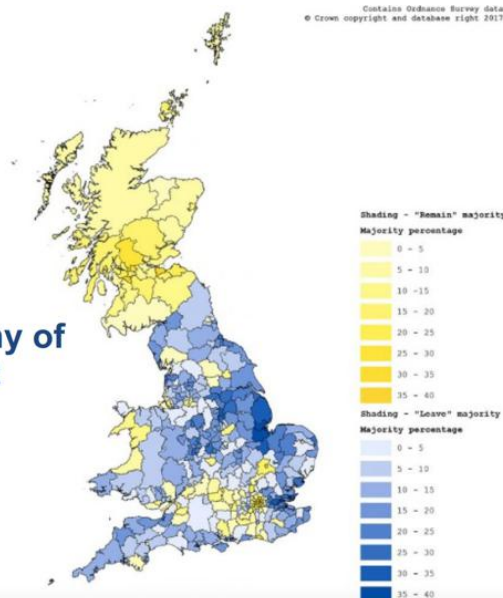 Contains Ordnance Survey data
© Crown copyright and database right 2017
Shading - "Remain" majority
Majority percentage
0 - 5
5 - 10
10 -15
15 - 20
20 - 25
25 - 30
30 - 35
35 - 40
of
Shading - "Leave" majority
Majority percentage
0 - 5
5 - 10
10 - 15
15 - 20
20 - 25
25 - 30
30 - 35
35 - 40